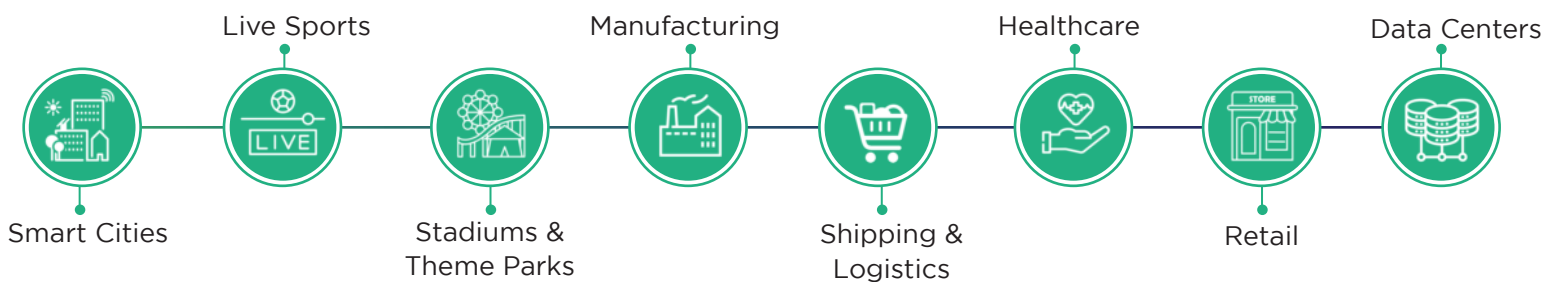 Live Sports
Manufacturing
Healthcare
Data Centers
LIVE
STORE
Smart Cities
Stadiums &
Theme Parks
Shipping &
Logistics
Retail